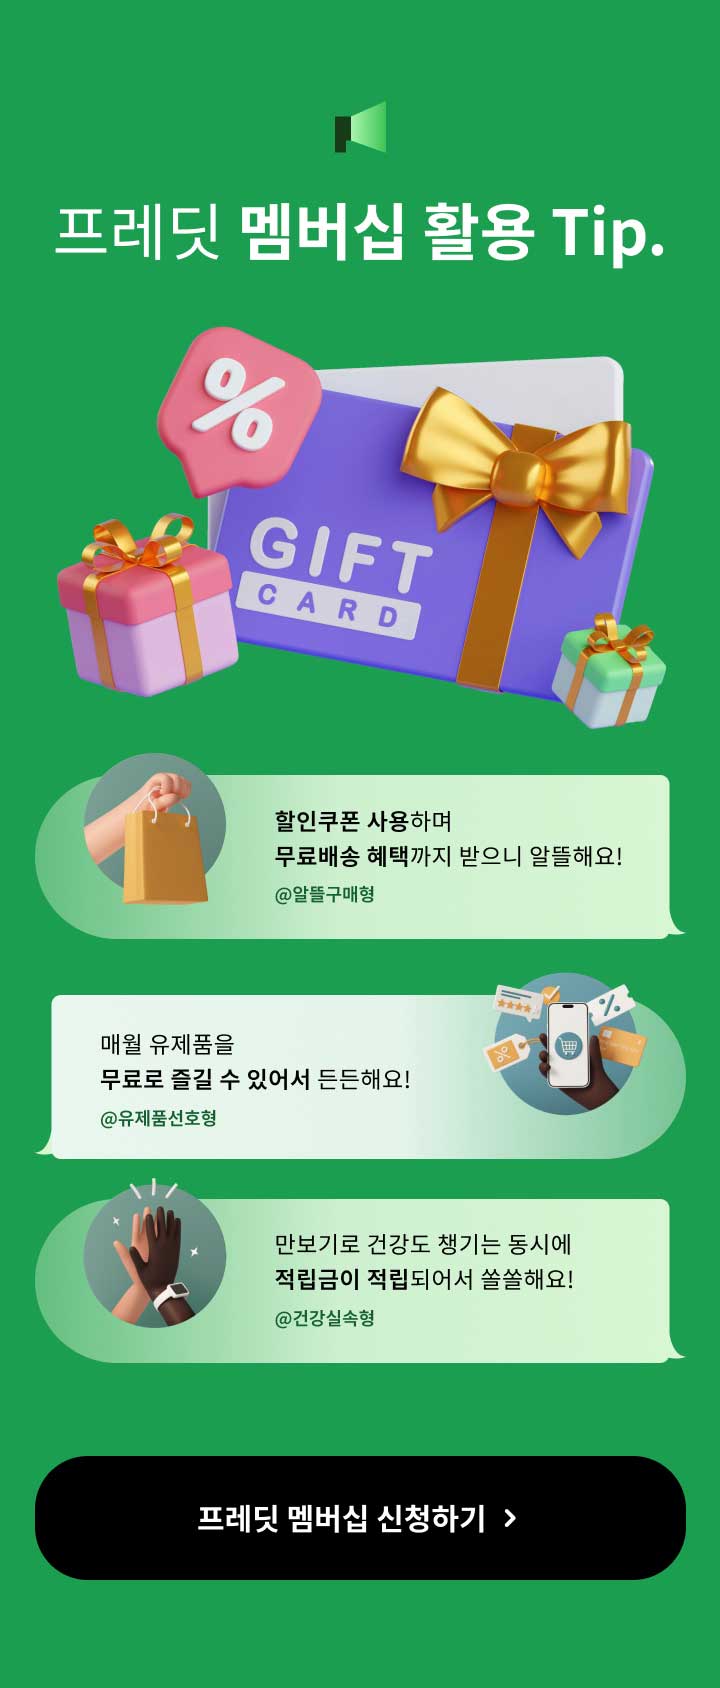 프레딧 멤버십 활용 Tip.
%
GIFT
CARD
할인쿠폰 사용하며
무료배송 혜택까지 받으니 알뜰해요!
@알뜰구매형
%
%
매월 유제품을
무료로 즐길 수 있어서 든든해요!
@유제품선호형
만보기로 건강도 챙기는 동시에
적립금이 적립되어서 쏠쏠해요!
@건강실속형
프레딧 멤버십 신청하기 >